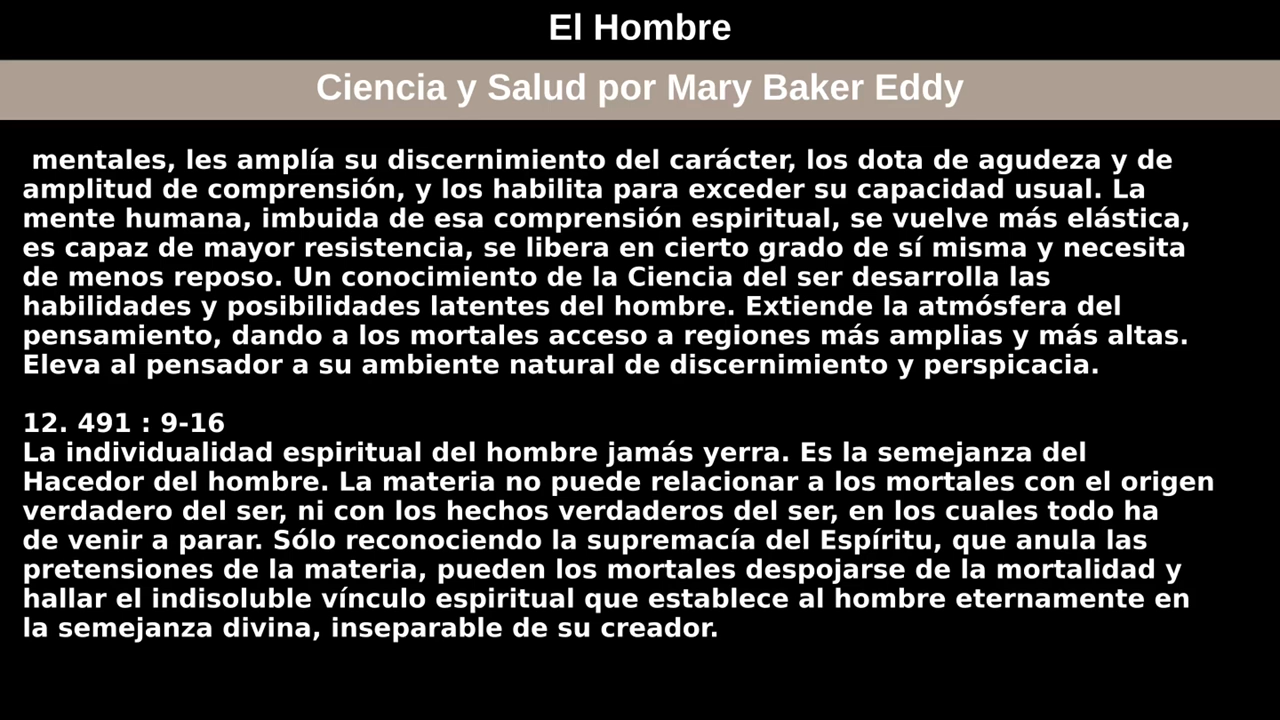 El Hombre
Ciencia y Salud por Mary Baker Eddy
mentales, les amplía su discernimiento del carácter, los dota de agudeza y de
amplitud de comprensión, y los habilita para exceder su capacidad usual. La
mente humana, imbuida de esa comprensión espiritual, se vuelve más elástica,
es capaz de mayor resistencia, se libera en cierto grado de sí misma y necesita
de menos reposo. Un conocimiento de la Ciencia del ser desarrolla las
habilidades y posibilidades latentes del hombre. Extiende la atmósfera del
pensamiento, dando a los mortales acceso a regiones más amplias y más altas.
Eleva al pensador a su ambiente natural de discernimiento y perspicacia.
12. 491 : 9-16
La individualidad espiritual del hombre jamás yerra. Es la semejanza del
Hacedor del hombre. La materia no puede relacionar a los mortales con el origen
verdadero del ser, ni con los hechos verdaderos del ser, en los cuales todo ha
de venir a parar. Sólo reconociendo la supremacía del Espíritu, que anula las
pretensiones de la materia, pueden los mortales despojarse de la mortalidad y
hallar el indisoluble vínculo espiritual que establece al hombre eternamente en
la semejanza divina, inseparable de su creador.